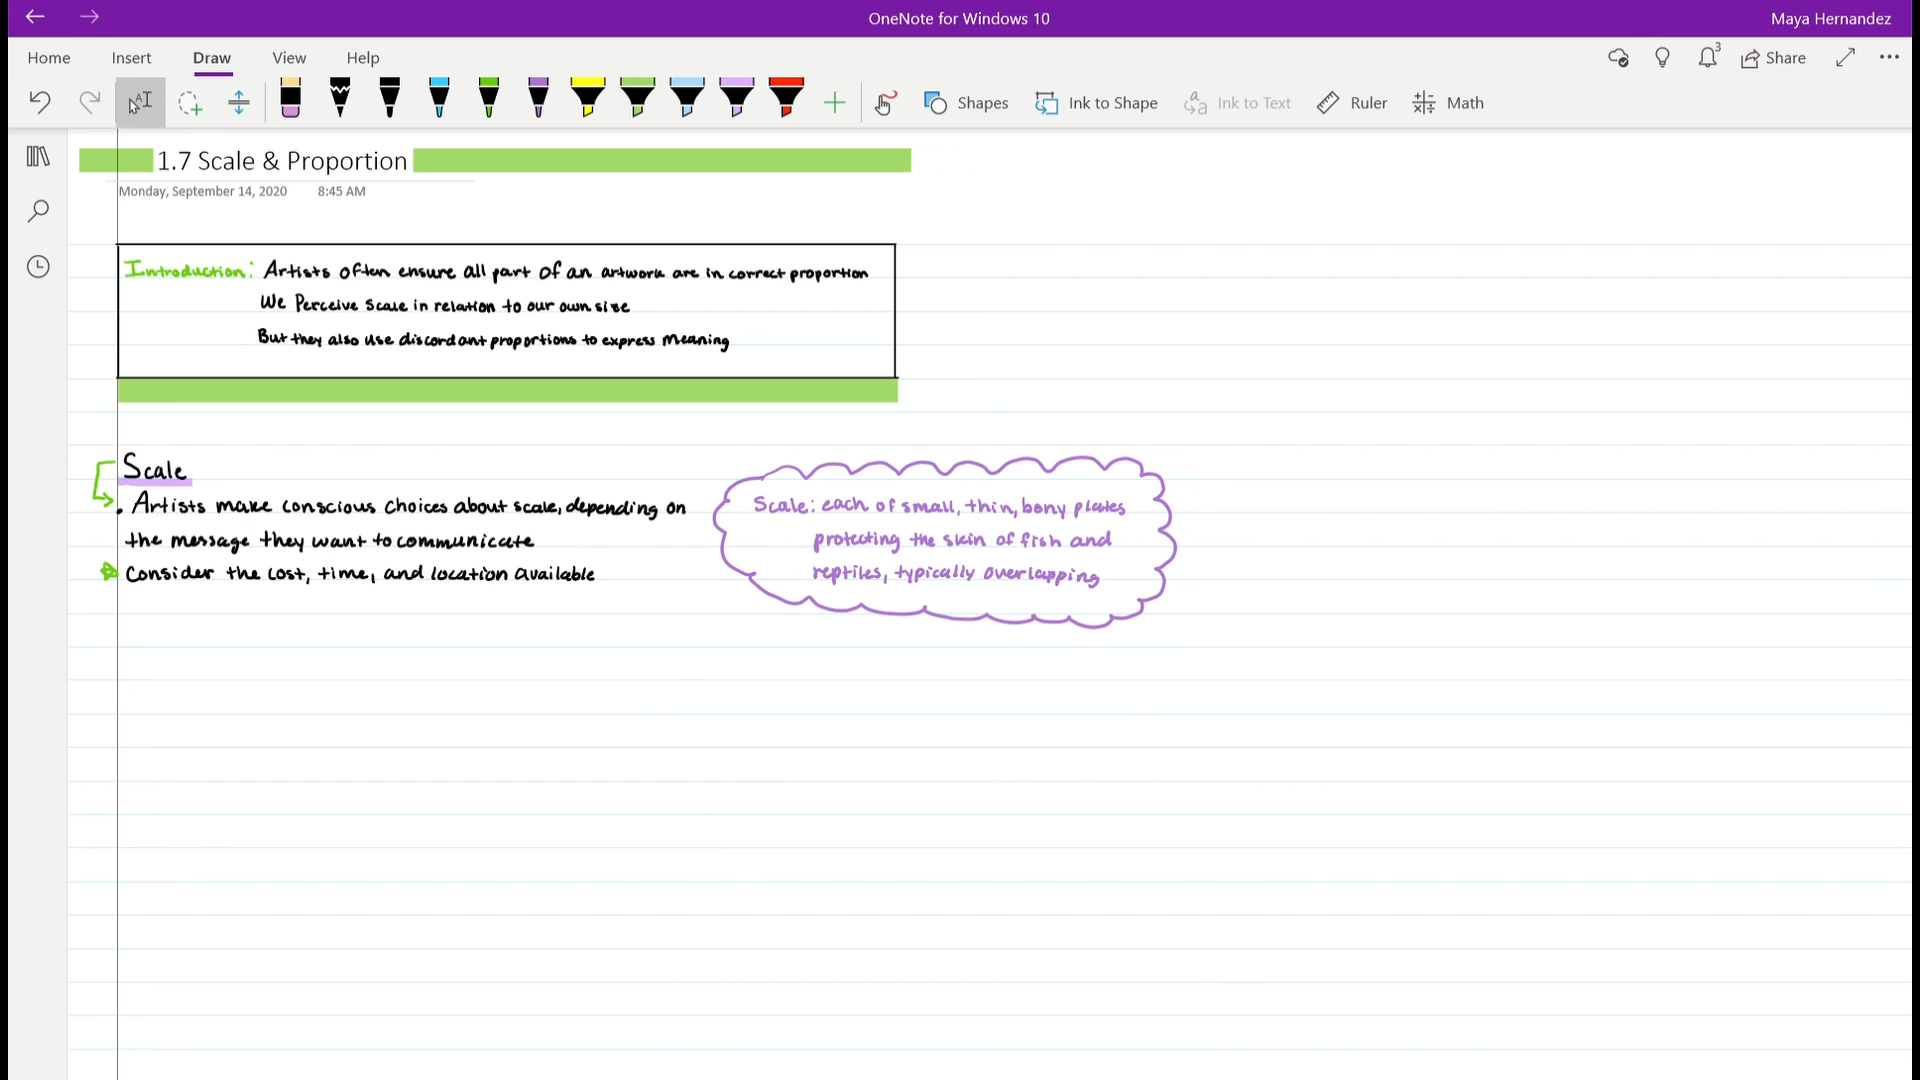 OneNote for Windows 10
Maya Hernandez
Home
Insert
Draw
View
Help
3
Share
Shapes
Ink to Shape
Ink to Text
Ruler
Math
1.7 Scale & Proportion
Monday, September 14, 2020 8:45 AM
Introduction: Artists often ensure all part of an artwork are in correct proportion
We Perceive Scale in relation to our own size
But they also use discordant proportions to express meaning
Scale
• Artists make conscious choices about scale, depending on
the message they want to communicate
Consider the cost, time, and location available
Scale: each of small, thin, bony plates
protecting the skin of fish and
reptiles, typically overlapping